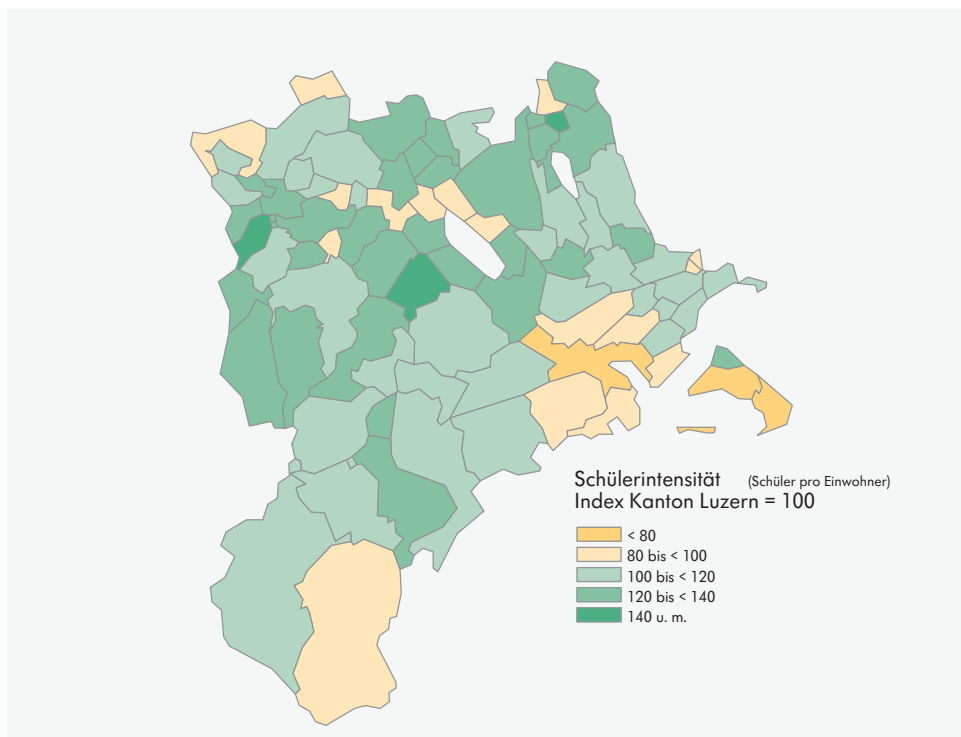 Schülerintensität (Schüler pro Einwohner)
Index Kanton Luzern = 100
< 80
80 bis < 100
100 bis < 120
120 bis < 140
140 u. m.